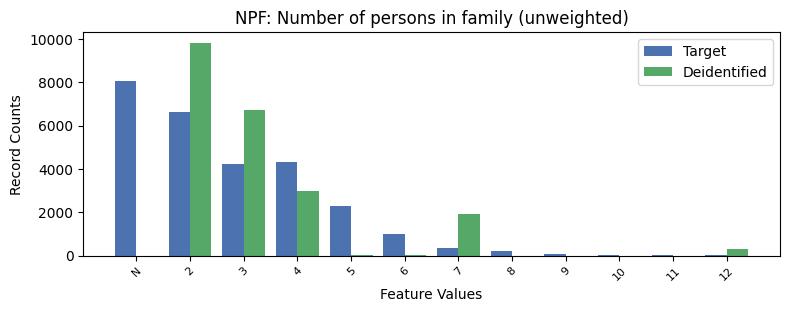 NPF: Number of persons in family (unweighted)
Target
Deidentified
Record Counts
10000
8000
6000
4000
2000
0
N 2 3 4 5 6 7 8 9 10 11 12
Feature Values